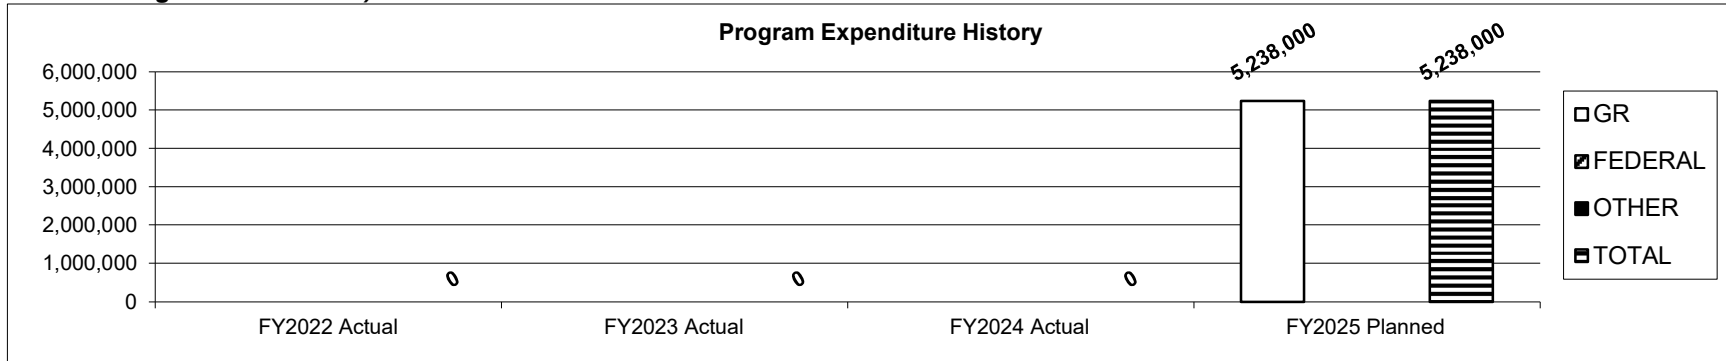 Program Expenditure History
5,238,000 5,238,000
6,000,000
5,000,000
4,000,000
3,000,000
2,000,000
1,000,000
0
0 0 0
FY2022 Actual FY2023 Actual FY2024 Actual FY2025 Planned
GR
FEDERAL
OTHER
TOTAL